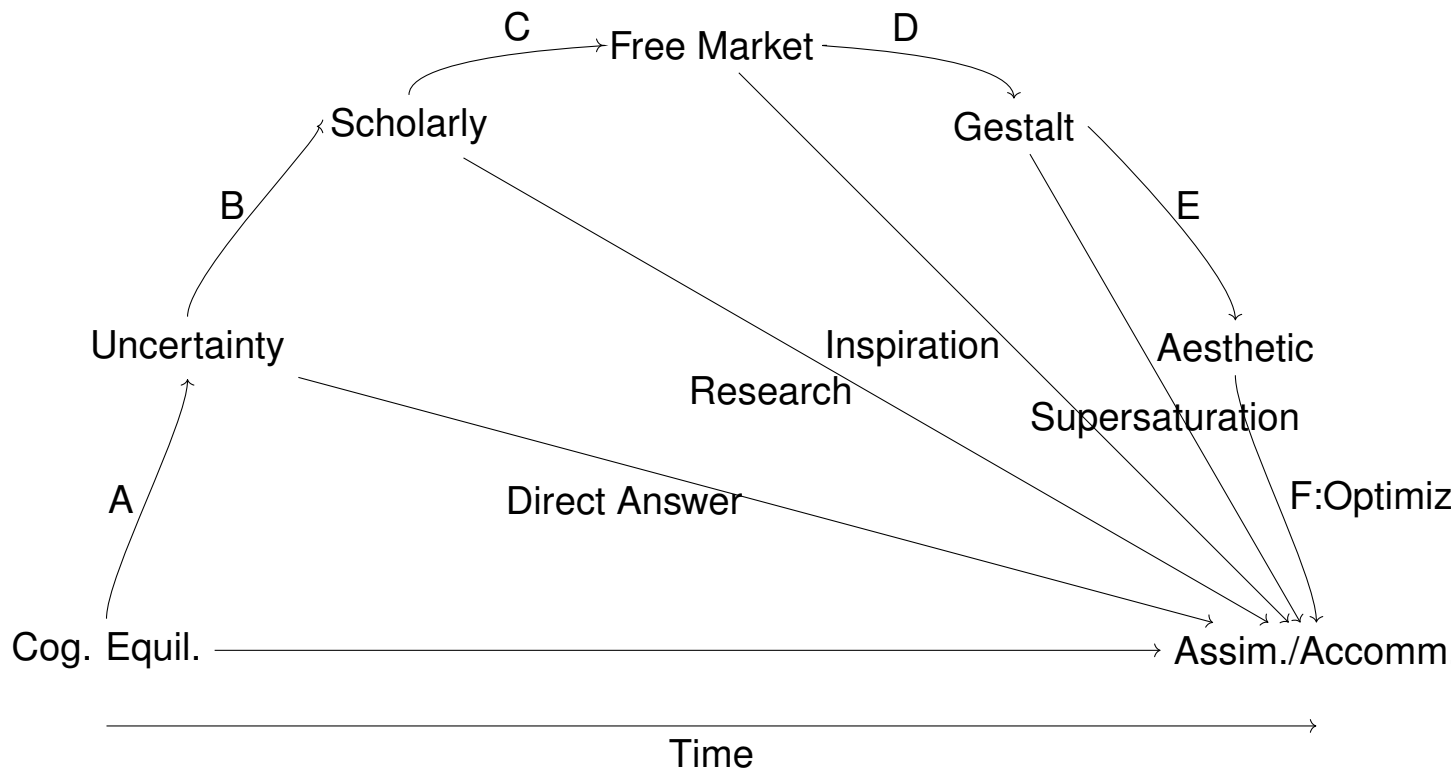 C
Free Market
D
Scholarly
Gestalt
B
E
Uncertainty
Inspiration
Aesthetic
Research
Supersaturation
A
Direct Answer
F:Optimiz
Cog. Equil.
Assim./Accomm
Time